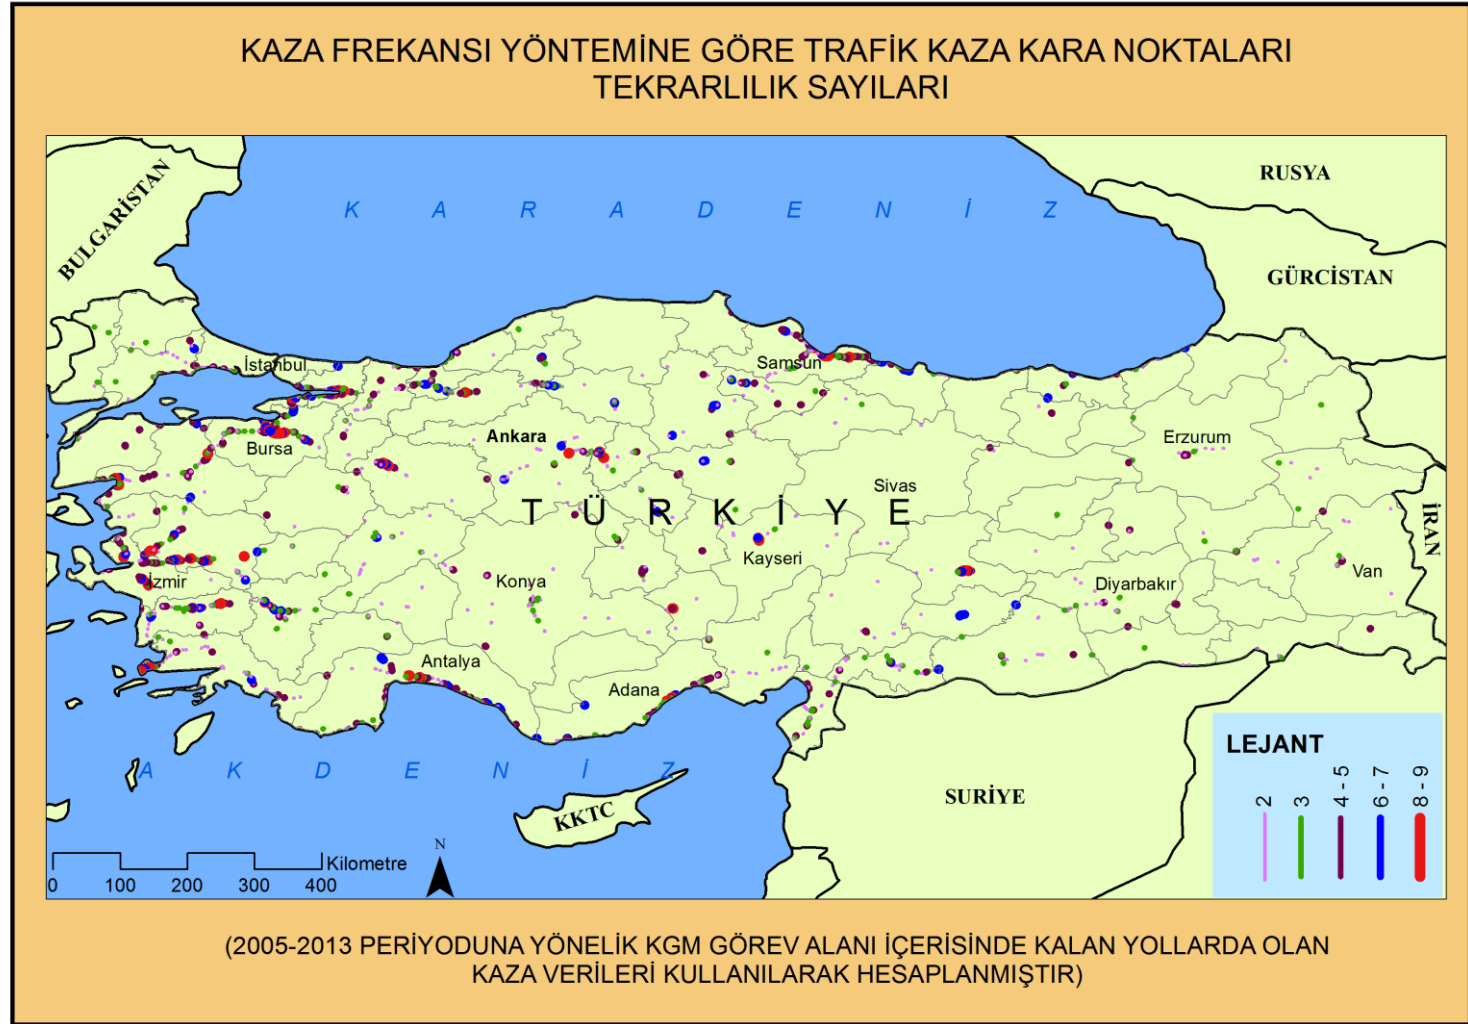 KAZA FREKANSI YÖNTEMİNE GÖRE TRAFİK KAZA KARA NOKTALARI
TEKRARLILIK SAYILARI
RUSYA
BULGARİSTAN
K A R A D E N İ Z
GÜRCİSTAN
İstanbul
Samsun
Ankara
Erzurum
Bursa
Sivas
T Ü R K İ Y E
İRAN
Kayseri
Van
İzmir
Konya
Diyarbakır
Antalya
Adana
A K D E N İ Z
SURİYE
KKTC
LEJANT
2
3
4 - 5
6 - 7
8 - 9
N
Kilometre
0 100 200 300 400
(2005-2013 PERİYODUNA YÖNELİK KGM GÖREV ALANI İÇERİSİNDE KALAN YOLLARDA OLAN
KAZA VERİLERİ KULLANILARAK HESAPLANMIŞTIR)